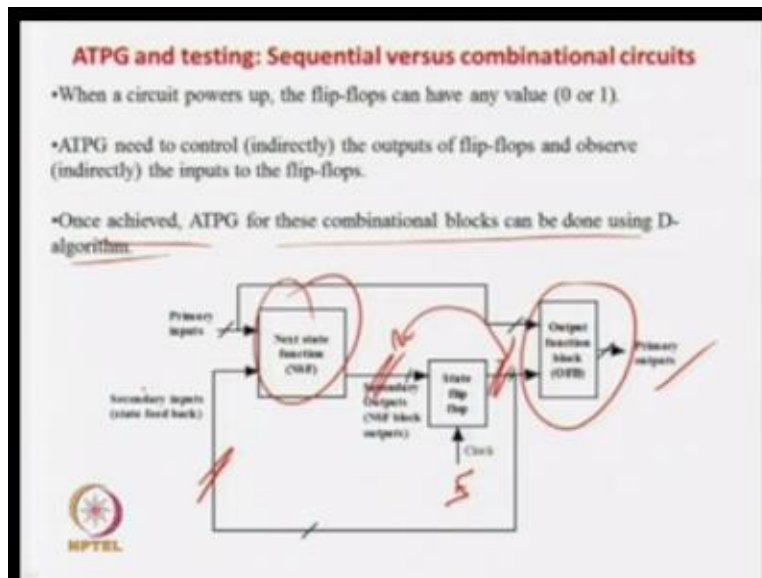 ATPG and testing: Sequential versus combinational circuits
•When a circuit powers up, the flip-flops can have any value (0 or 1).
•ATPG need to control (indirectly) the outputs of flip-flops and observe
(indirectly) the inputs to the flip-flops.
•Once achieved, ATPG for these combinational blocks can be done using D-
algorithm.
Primary
inputs
Next state
function
(NSF)
Secondary inputs
(state feed back)
Secondary
Outputs
(NSF block
outputs)
State
flip
flop
Clock
Output
function
block
(OFB)
Primary
outputs
NPTEL